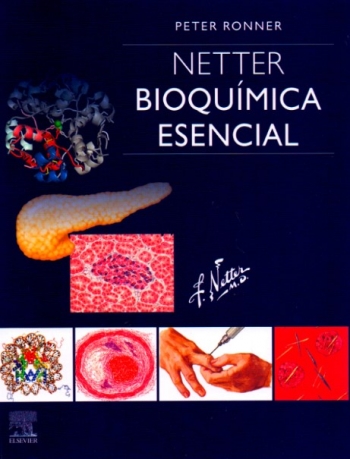 PETER RONNER
NETTER
BIOQUÍMICA
ESENCIAL
F. Netter
M.D.
ELSEVIER